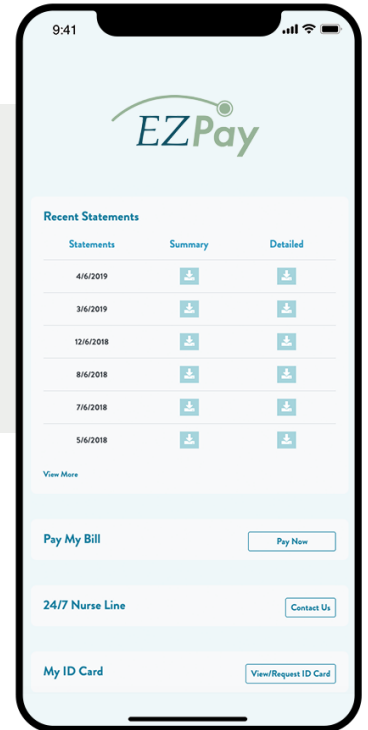 9:41
EZPay
Recent Statements
Statements Summary Detailed
4/6/2019
3/6/2019
12/6/2018
8/6/2018
7/6/2018
5/6/2018
View More
Pay My Bill Pay Now
24/7 Nurse Line Contact Us
My ID Card View/Request ID Card